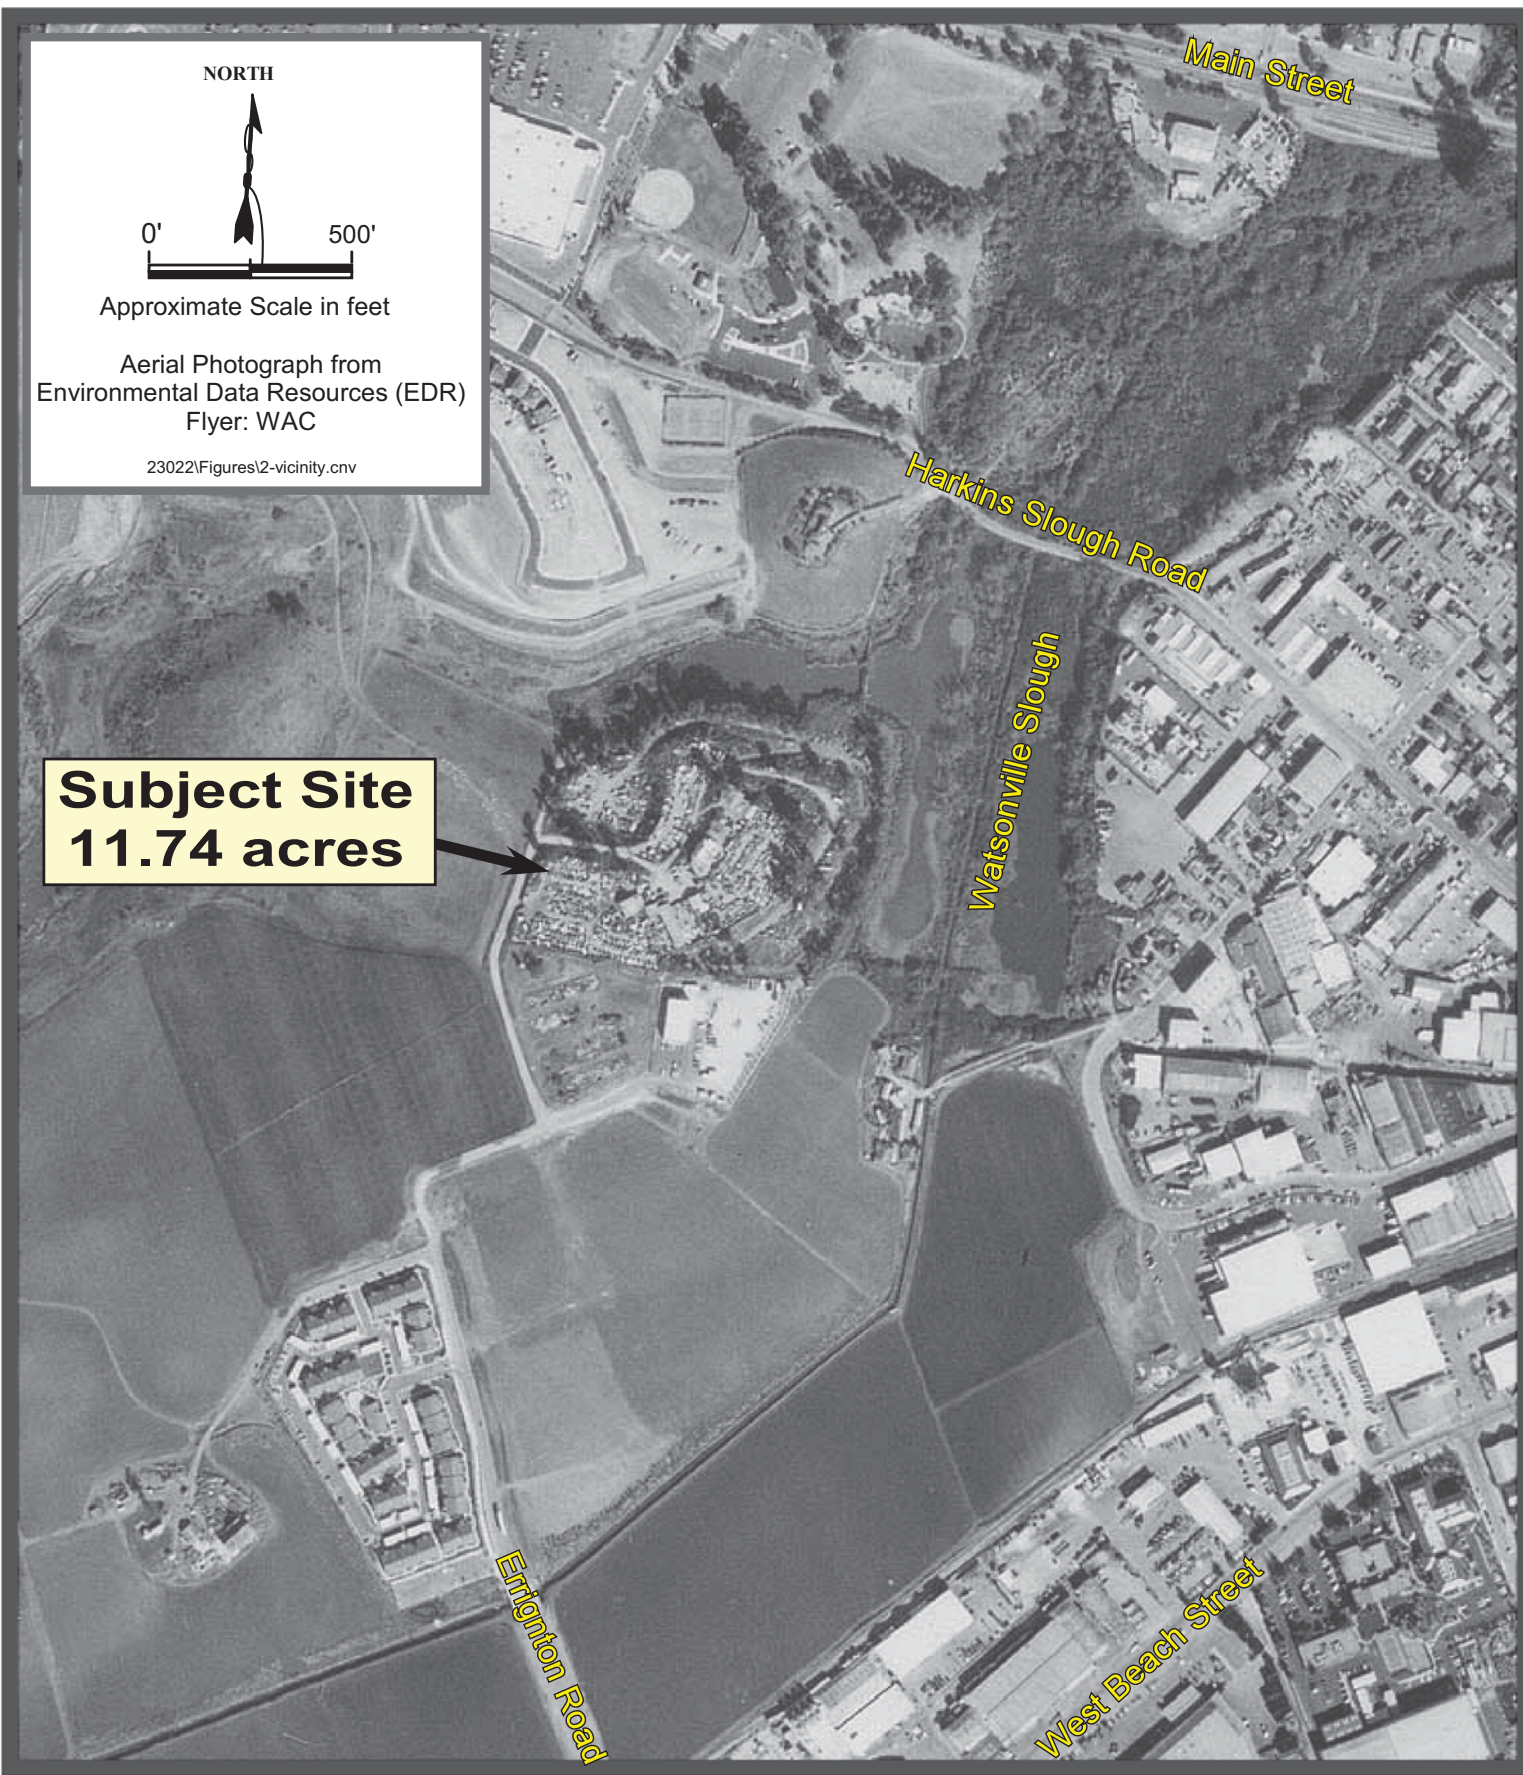 NORTH
0' 500'
Approximate Scale in feet
Aerial Photograph from
Environmental Data Resources (EDR)
Flyer: WAC
23022\Figures\2-vicinity.cnv
Main Street
Harkins Slough Road
Watsonville Slough
Subject Site
11.74 acres
Errignton Road
West Beach Street